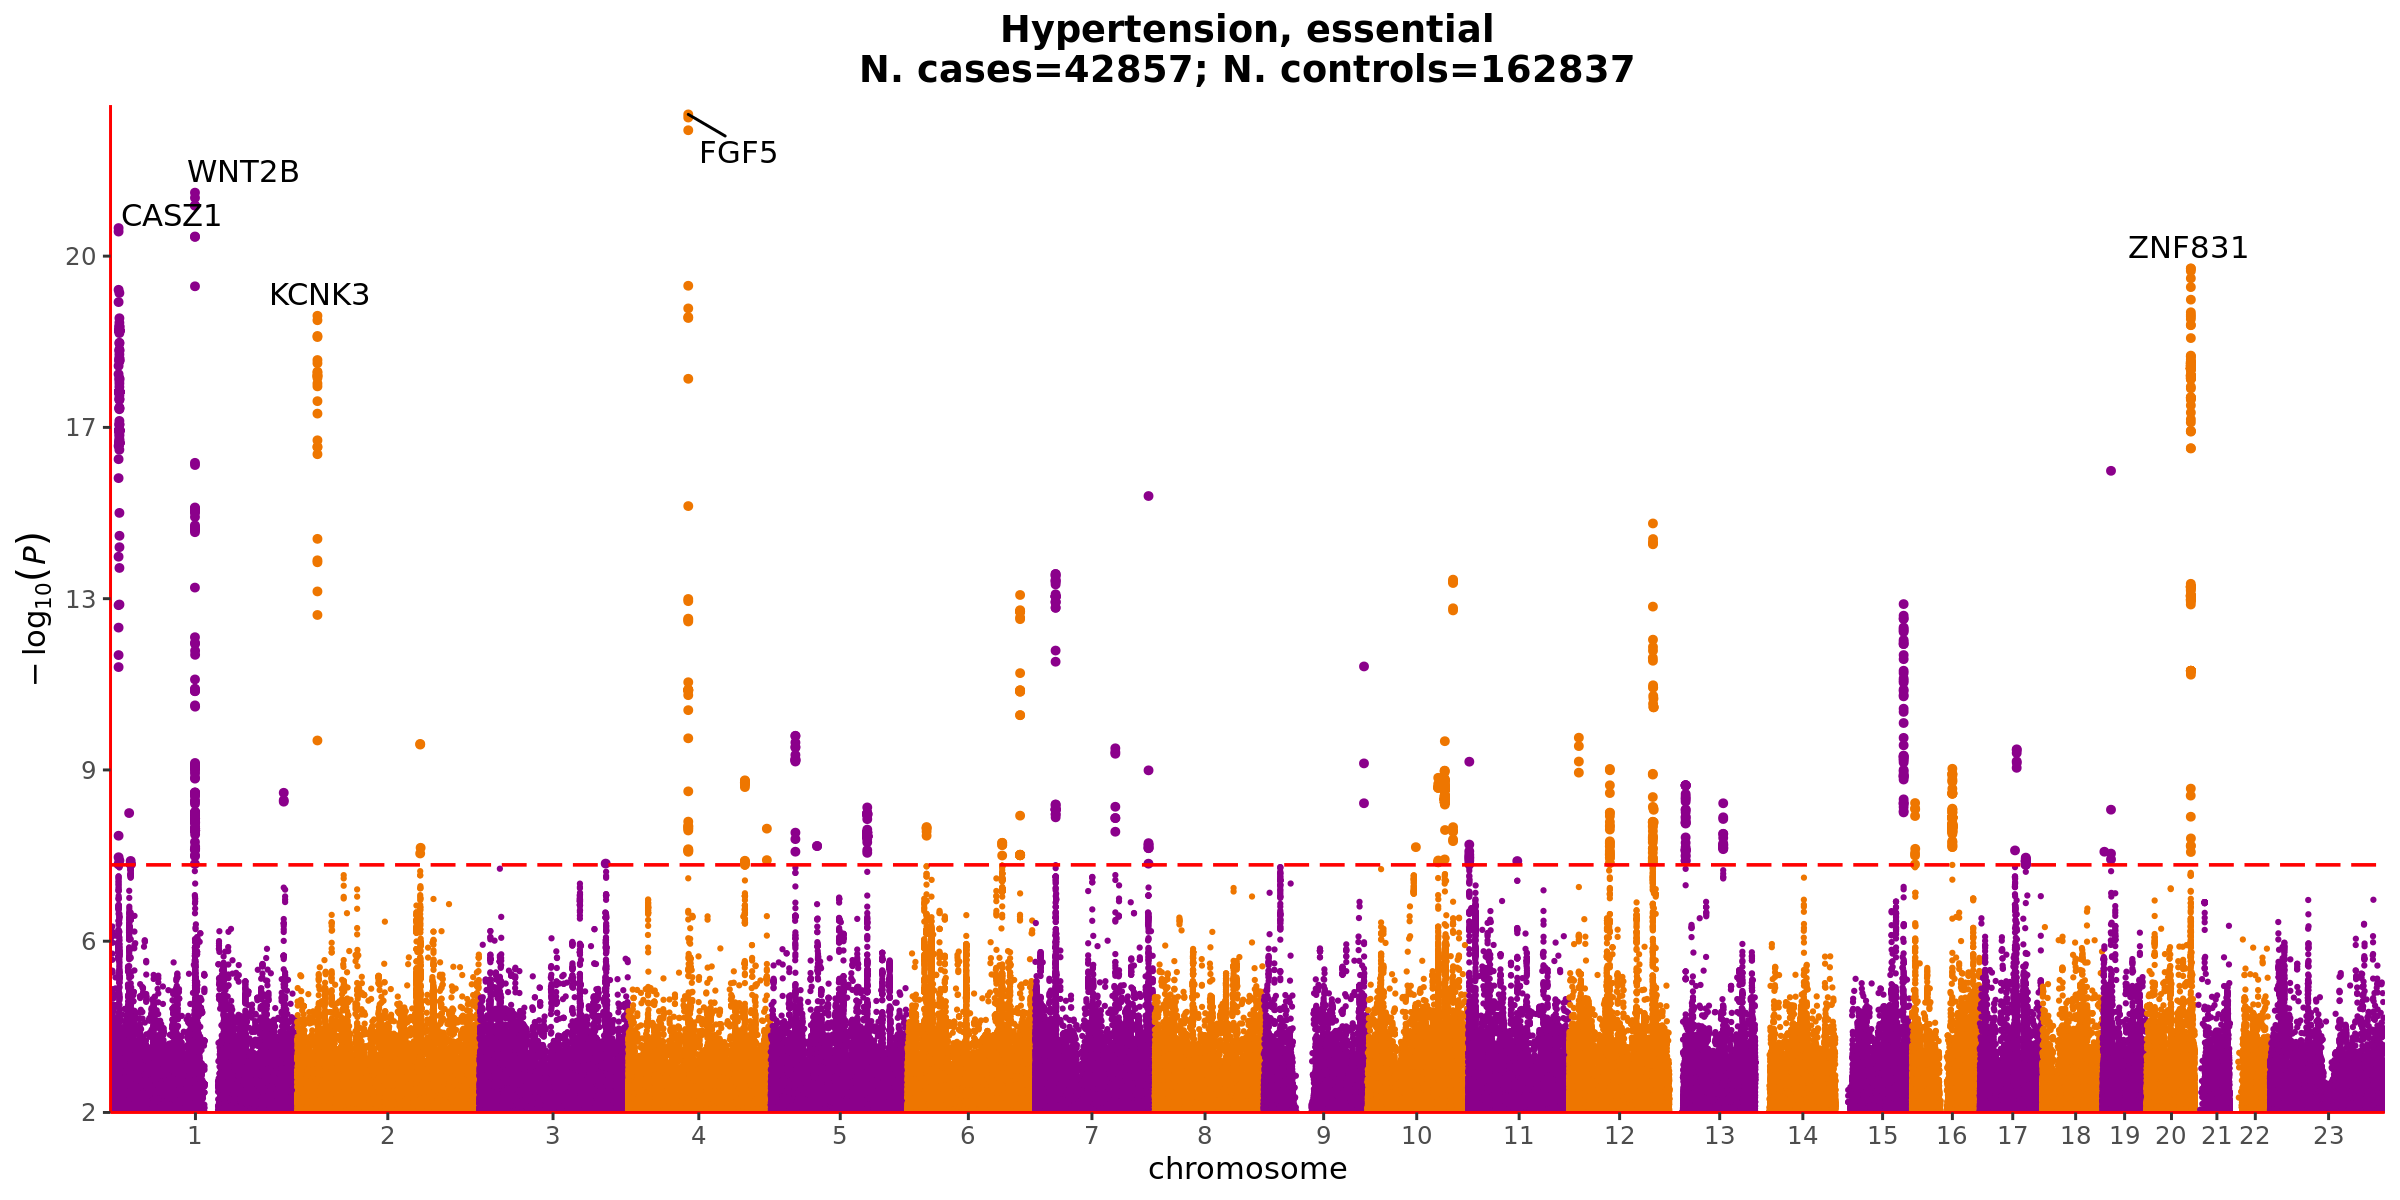 Hypertension, essential
N. cases=42857; N. controls=162837
FGF5
WNT2B
CASZ1
ZNF831
KCNK3
20
17
13
9
6
2
−log10(P)
1 2 3 4 5 6 7 8 9 10 11 12 13 14 15 16 17 18 19 20 21 22 23
chromosome